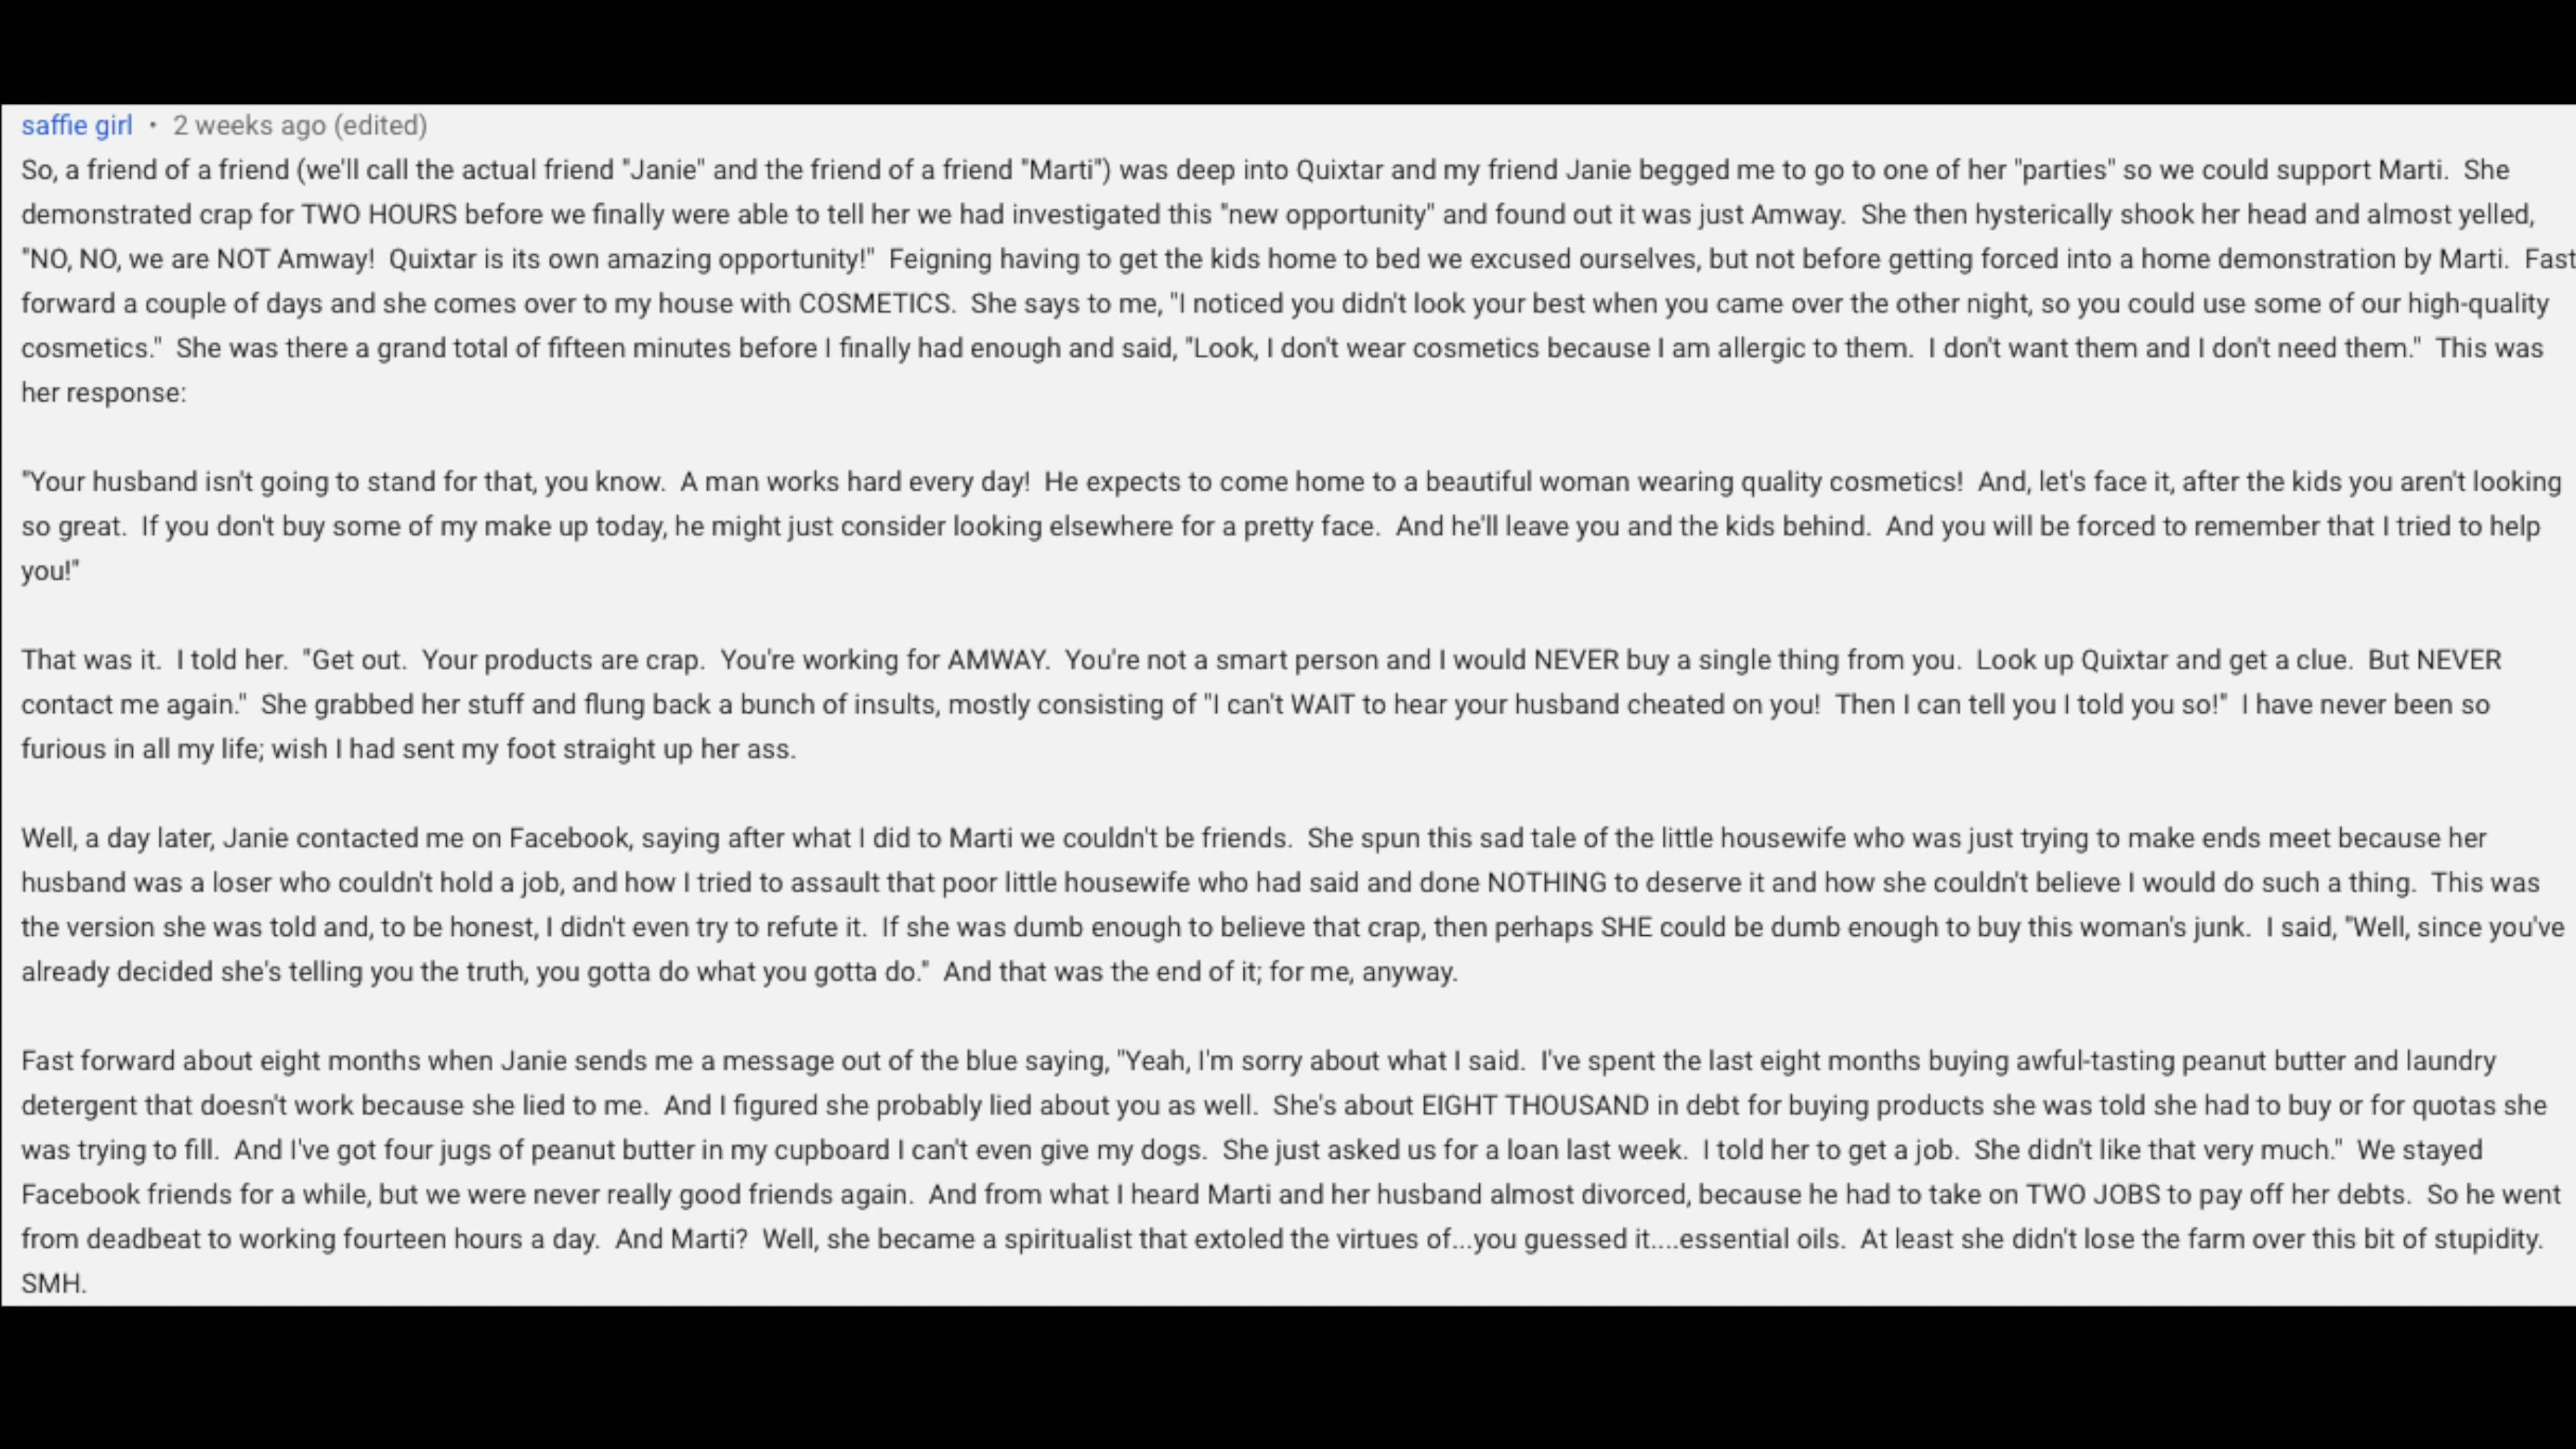 saffie girl • 2 weeks ago (edited)
So, a friend of a friend (we'll call the actual friend "Janie" and the friend of a friend "Marti") was deep into Quixtar and my friend Janie begged me to go to one of her "parties" so we could support Marti.  She
demonstrated crap for TWO HOURS before we finally were able to tell her we had investigated this "new opportunity" and found out it was just Amway.  She then hysterically shook her head and almost yelled,
"NO, NO, we are NOT Amway!  Quixtar is its own amazing opportunity!"  Feigning having to get the kids home to bed we excused ourselves, but not before getting forced into a home demonstration by Marti.  Fast
forward a couple of days and she comes over to my house with COSMETICS.  She says to me, "I noticed you didn't look your best when you came over the other night, so you could use some of our high-quality
cosmetics."  She was there a grand total of fifteen minutes before I finally had enough and said, "Look, I don't wear cosmetics because I am allergic to them.  I don't want them and I don't need them."  This was
her response:
"Your husband isn't going to stand for that, you know.  A man works hard every day!  He expects to come home to a beautiful woman wearing quality cosmetics!  And, let's face it, after the kids you aren't looking
so great.  If you don't buy some of my make up today, he might just consider looking elsewhere for a pretty face.  And he'll leave you and the kids behind.  And you will be forced to remember that I tried to help
you!"
That was it.  I told her.  "Get out.  Your products are crap.  You're working for AMWAY.  You're not a smart person and I would NEVER buy a single thing from you.  Look up Quixtar and get a clue.  But NEVER
contact me again."  She grabbed her stuff and flung back a bunch of insults, mostly consisting of "I can't WAIT to hear your husband cheated on you!  Then I can tell you I told you so!"  I have never been so
furious in all my life; wish I had sent my foot straight up her ass.
Well, a day later, Janie contacted me on Facebook, saying after what I did to Marti we couldn't be friends.  She spun this sad tale of the little housewife who was just trying to make ends meet because her
husband was a loser who couldn't hold a job, and how I tried to assault that poor little housewife who had said and done NOTHING to deserve it and how she couldn't believe I would do such a thing.  This was
the version she was told and, to be honest, I didn't even try to refute it.  If she was dumb enough to believe that crap, then perhaps SHE could be dumb enough to buy this woman's junk.  I said, "Well, since you've
already decided she's telling you the truth, you gotta do what you gotta do."  And that was the end of it; for me, anyway.
Fast forward about eight months when Janie sends me a message out of the blue saying, "Yeah, I'm sorry about what I said.  I've spent the last eight months buying awful-tasting peanut butter and laundry
detergent that doesn't work because she lied to me.  And I figured she probably lied about you as well.  She's about EIGHT THOUSAND in debt for buying products she was told she had to buy or for quotas she
was trying to fill.  And I've got four jugs of peanut butter in my cupboard I can't even give my dogs.  She just asked us for a loan last week.  I told her to get a job.  She didn't like that very much."  We stayed
Facebook friends for a while, but we were never really good friends again.  And from what I heard Marti and her husband almost divorced, because he had to take on TWO JOBS to pay off her debts.  So he went
from deadbeat to working fourteen hours a day.  And Marti?  Well, she became a spiritualist that extoled the virtues of...you guessed it....essential oils.  At least she didn't lose the farm over this bit of stupidity.
SMH.